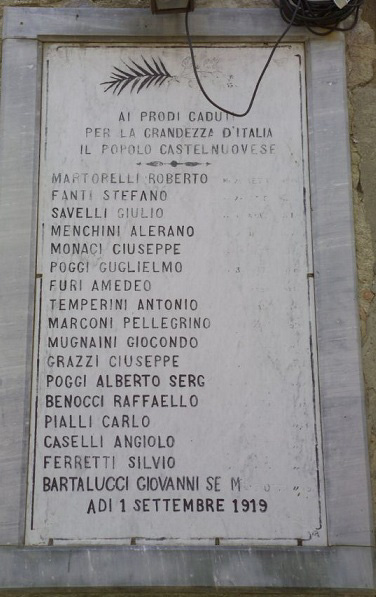 AI PRODI CADUTI
PER LA GRANDEZZA D'ITALIA
IL POPOLO CASTELNUOVESE
MARTORELLI ROBERTO
FANTI STEFANO
SAVELLI GIULIO
MENCHINI ALERANO
MONACI GIUSEPPE
POGGI GUGLIELMO
FURI AMEDEO
TEMPERINI ANTONIO
MARCONI PELLEGRINO
MUGNAINI GIOCONDO
GRAZZI GIUSEPPE
POGGI ALBERTO SERG
BENOCCI RAFFAELLO
PIALLI CARLO
CASELLI ANGIOLO
FERRETTI SILVIO
BARTALUCCI GIOVANNI SE M
ADI 1 SETTEMBRE 1919